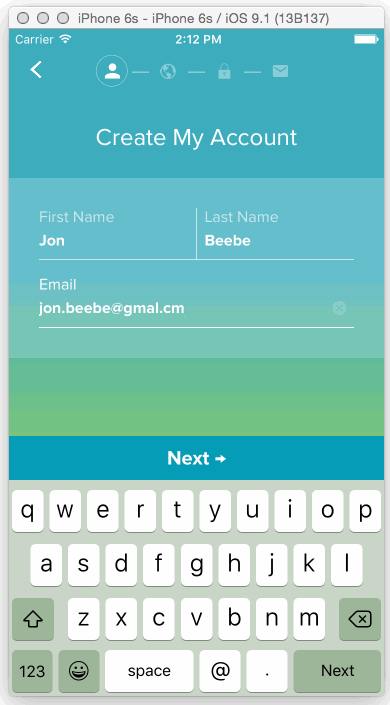 iPhone 6s - iPhone 6s / iOS 9.1 (13B137)
Carrier 2:12 PM
Create My Account
First Name Last Name
Jon Beebe
Email
jon.beebe@gmal.cm
Next
q w e r t y u i o p
a s d f g h j k l
z x c v b n m
123 space @ . Next